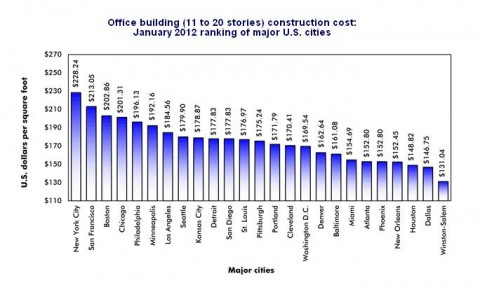 Office building (11 to 20 stories) construction cost:
January 2012 ranking of major U.S. cities
U.S. dollars per square foot
$270
$250
$230
$210
$190
$170
$150
$130
$110
$228.24
$213.05
$202.86
$201.31
$196.13
$192.16
$184.56
$179.90
$178.87
$177.83
$177.83
$176.97
$175.24
$171.79
$170.41
$169.54
$162.64
$161.08
$154.69
$152.80
$152.80
$152.45
$148.82
$146.75
$131.04
New York City
San Francisco
Boston
Chicago
Philadelphia
Minneapolis
Los Angeles
Seattle
Kansas City
Detroit
San Diego
St. Louis
Pittsburgh
Portland
Cleveland
Washington D.C.
Denver
Baltimore
Miami
Atlanta
Phoenix
New Orleans
Houston
Dallas
Winston-Salem
Major cities